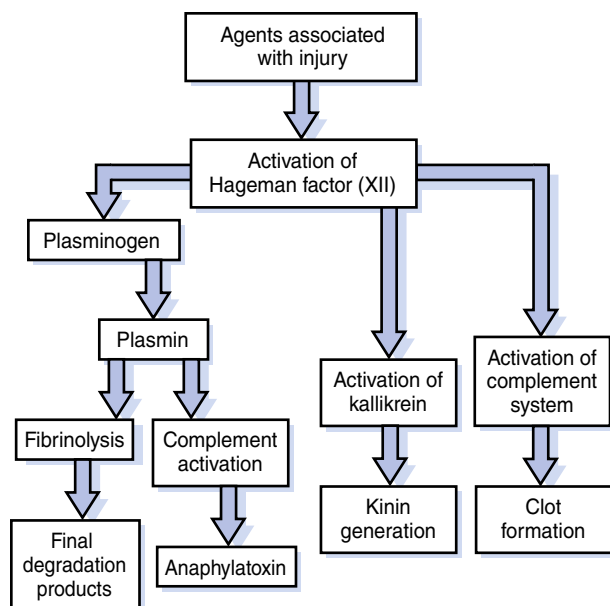 Agents associated
with injury
Activation of
Hageman factor (XII)
Plasminogen
Plasmin
Activation of
kallikrein
Activation of
complement
system
Fibrinolysis
Complement
activation
Kinin
generation
Clot
formation
Final
degradation
products
Anaphylatoxin